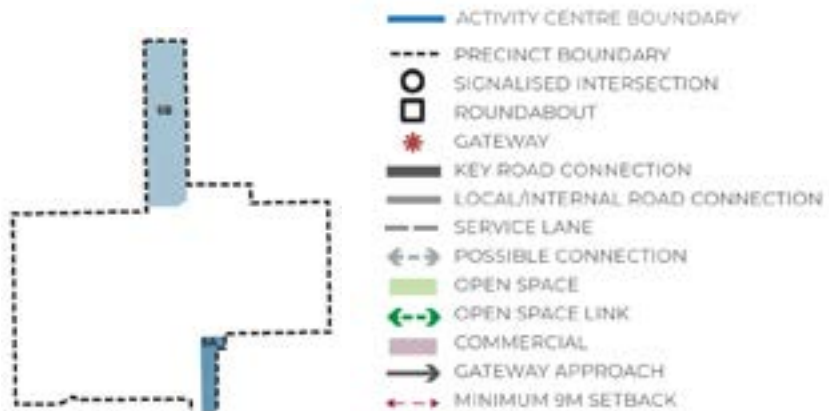 ACTIVITY CENTRE BOUNDARY
PRECINCT BOUNDARY
SIGNALISED INTERSECTION
ROUNDABOUT
GATEWAY
KEY ROAD CONNECTION
LOCAL/INTERNAL ROAD CONNECTION
SERVICE LANE
POSSIBLE CONNECTION
OPEN SPACE
OPEN SPACE LINK
COMMERCIAL
GATEWAY APPROACH
MINIMUM 9M SETBACK